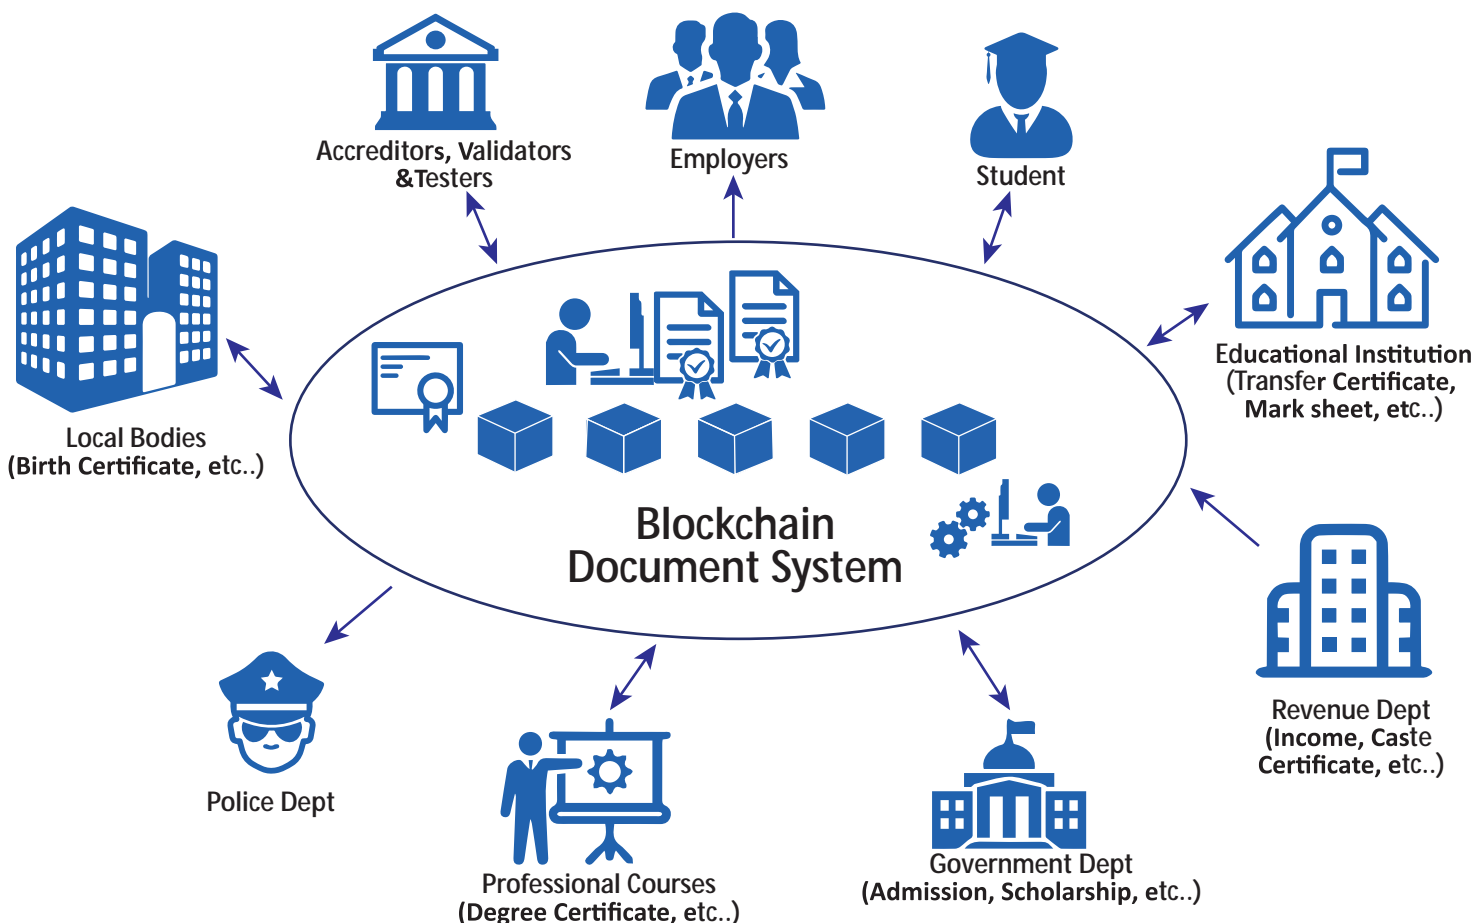 Accreditors, Validators
&Testers
Employers
Student
Educational Institution
(Transfer Certificate,
Mark sheet, etc..)
Local Bodies
(Birth Certificate, etc..)
Blockchain
Document System
Revenue Dept
(Income, Caste
Certificate, etc..)
Police Dept
Professional Courses
(Degree Certificate, etc..)
Government Dept
(Admission, Scholarship, etc..)